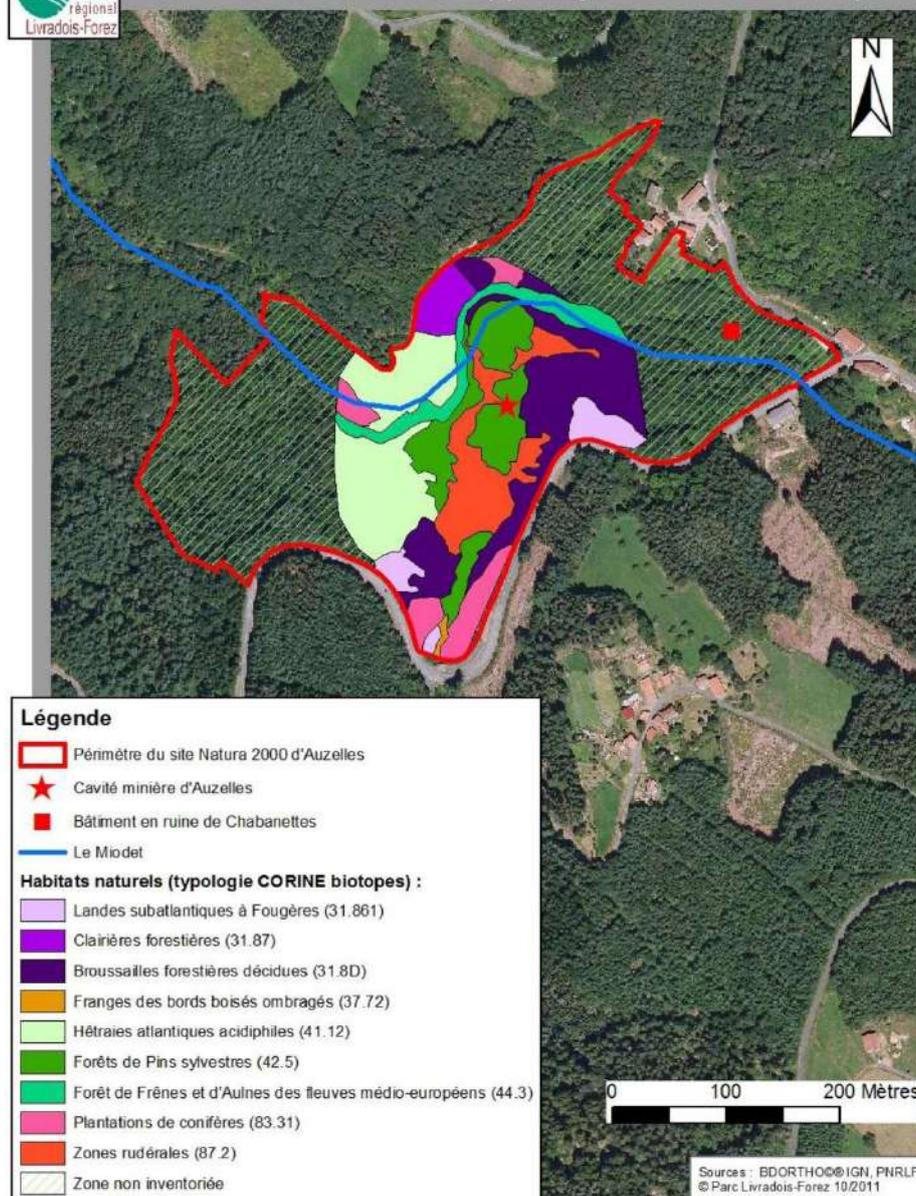 régional
Livradois-Forez
N
Légende
Périmètre du site Natura 2000 d'Auzelles
Cavité minière d'Auzelles
Bâtiment en ruine de Chabanettes
Le Miodet
Habitats naturels (typologie CORINE biotopes) :
Landes subatlantiques à Fougères (31.861)
Clairières forestières (31.87)
Broussailles forestières décidues (31.8D)
Franges des bords boisés ombragés (37.72)
Hêtraies atlantiques acidiphiles (41.12)
Forêts de Pins sylvestres (42.5)
Forêt de Frênes et d'Aulnes des fleuves médio-européens (44.3)
Plantations de conifères (83.31)
Zones rudérales (87.2)
Zone non inventoriée
0 100 200 Mètres
Sources : BDORTHO©®IGN, PNRLF
© Parc Livradois-Forez 10/2011